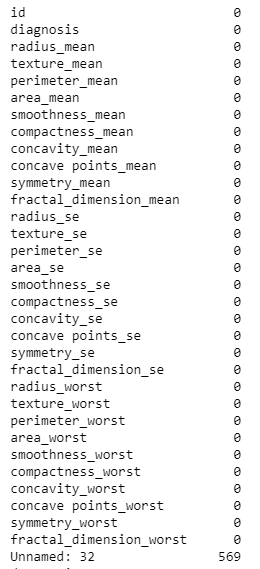 id 0
diagnosis 0
radius_mean 0
texture_mean 0
perimeter_mean 0
area_mean 0
smoothness_mean 0
compactness_mean 0
concavity_mean 0
concave points_mean 0
symmetry_mean 0
fractal_dimension_mean 0
radius_se 0
texture_se 0
perimeter_se 0
area_se 0
smoothness_se 0
compactness_se 0
concavity_se 0
concave points_se 0
symmetry_se 0
fractal_dimension_se 0
radius_worst 0
texture_worst 0
perimeter_worst 0
area_worst 0
smoothness_worst 0
compactness_worst 0
concavity_worst 0
concave points_worst 0
symmetry_worst 0
fractal_dimension_worst 0
Unnamed: 32 569